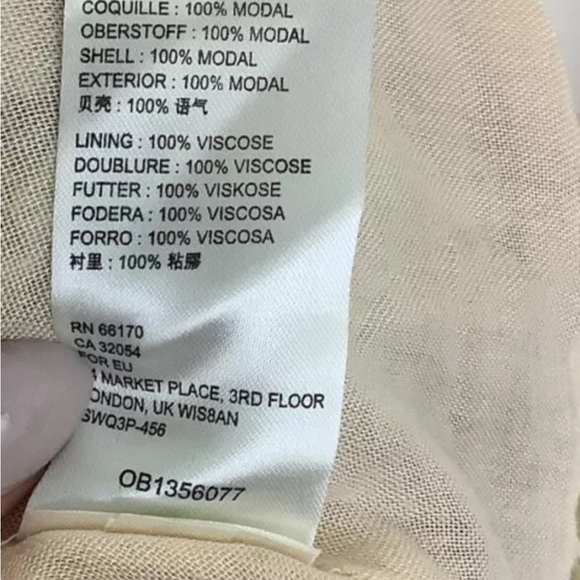 COQUILLE : 100% MODAL
OBERSTOFF : 100% MODAL
SHELL : 100% MODAL
EXTERIOR : 100% MODAL
贝壳 : 100% 语气
LINING : 100% VISCOSE
DOUBLURE : 100% VISCOSE
FUTTER : 100% VISKOSE
FODERA : 100% VISCOSA
FORRO : 100% VISCOSA
衬里 : 100% 粘膠
RN 66170
CA 32054
FOR EU
4 MARKET PLACE, 3RD FLOOR
ONDON, UK WIS8AN
SWQ3P-456
OB1356077